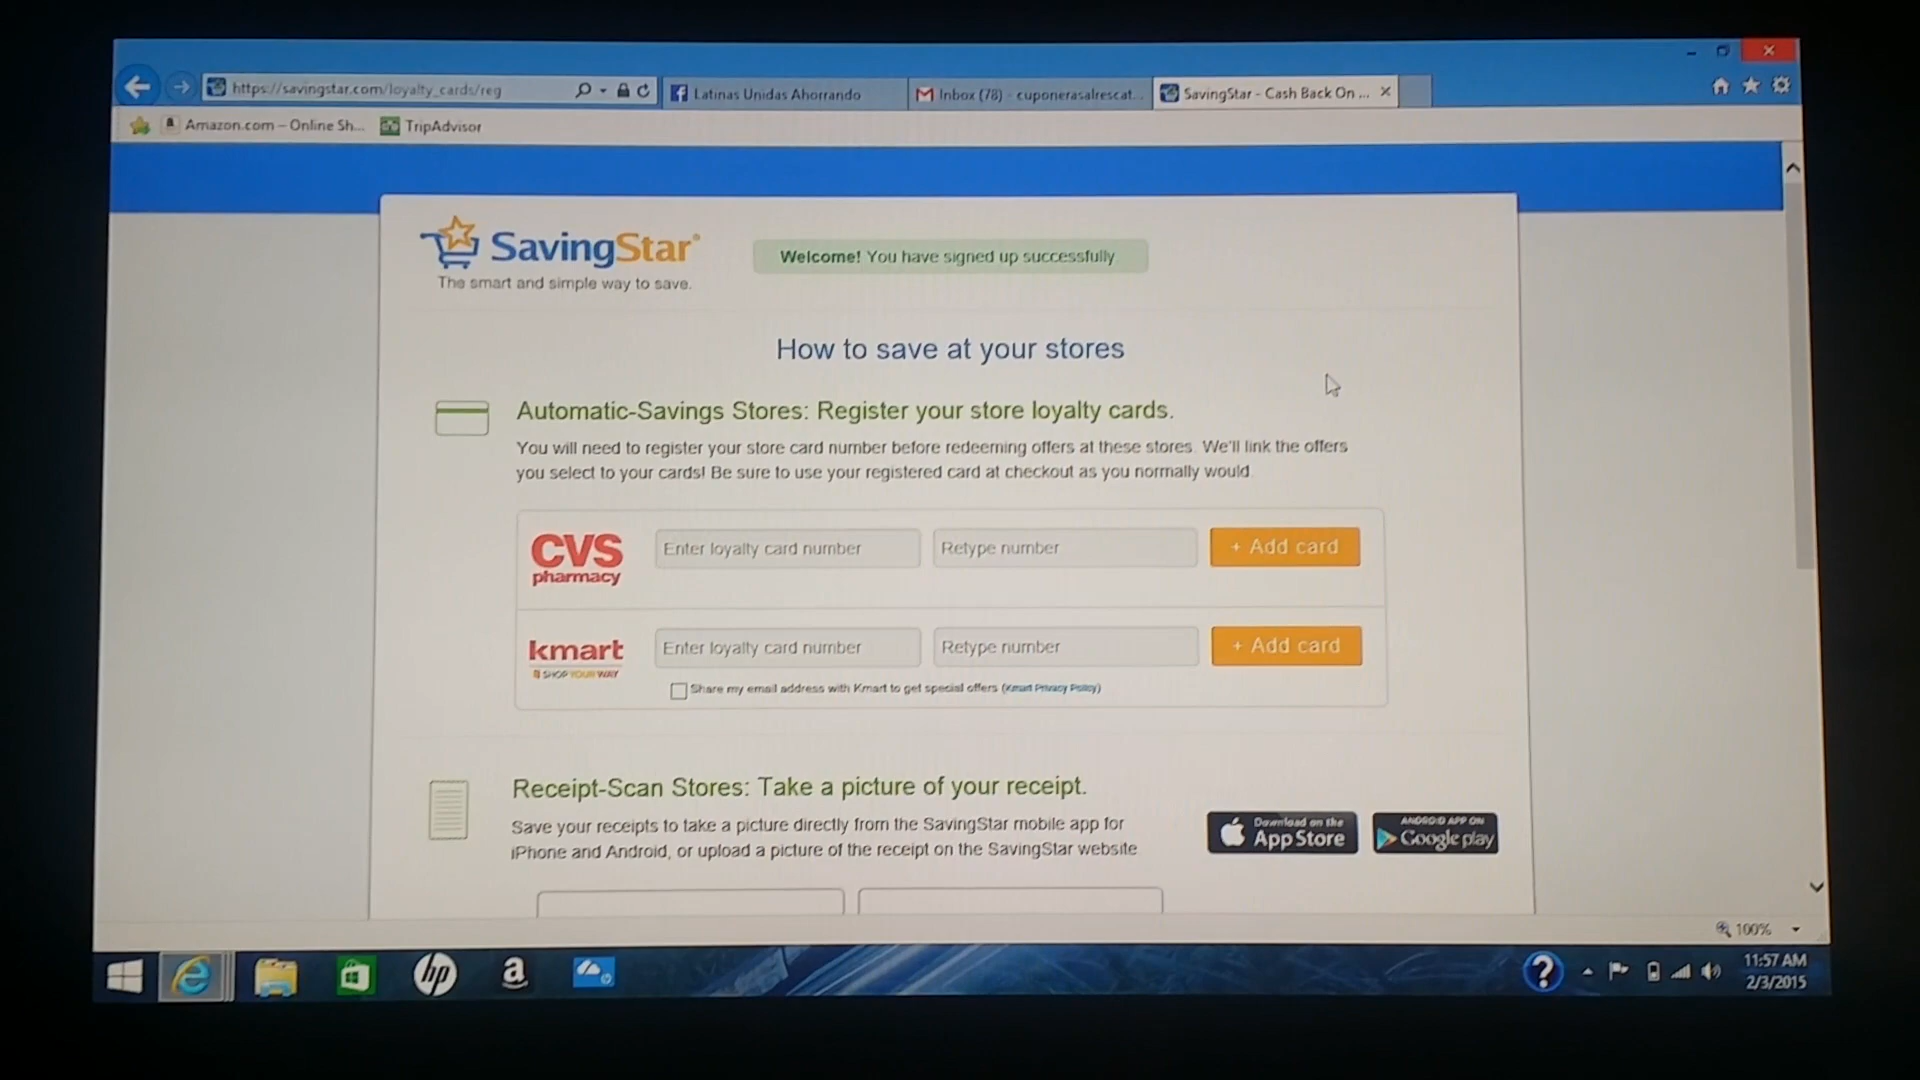 https://savingstar.com/loyalty_cards/reg
Latinas Unidas Ahorrando
Inbox (78) - cuponerasalrescat...
SavingStar - Cash Back On ...
Amazon.com – Online Sh...
TripAdvisor
SavingStar®
The smart and simple way to save.
Welcome! You have signed up successfully
How to save at your stores
Automatic-Savings Stores: Register your store loyalty cards.
You will need to register your store card number before redeeming offers at these stores. We'll link the offers
you select to your cards! Be sure to use your registered card at checkout as you normally would.
CVS
pharmacy
Enter loyalty card number
Retype number
+ Add card
kmart
SHOP YOUR WAY
Enter loyalty card number
Retype number
+ Add card
Share my email address with Kmart to get special offers (Kmart Privacy Policy)
Receipt-Scan Stores: Take a picture of your receipt.
Save your receipts to take a picture directly from the SavingStar mobile app for
iPhone and Android, or upload a picture of the receipt on the SavingStar website
Download on the
App Store
ANDROID APP ON
Google play
100%
hp
a
?
11:57 AM
2/3/2015